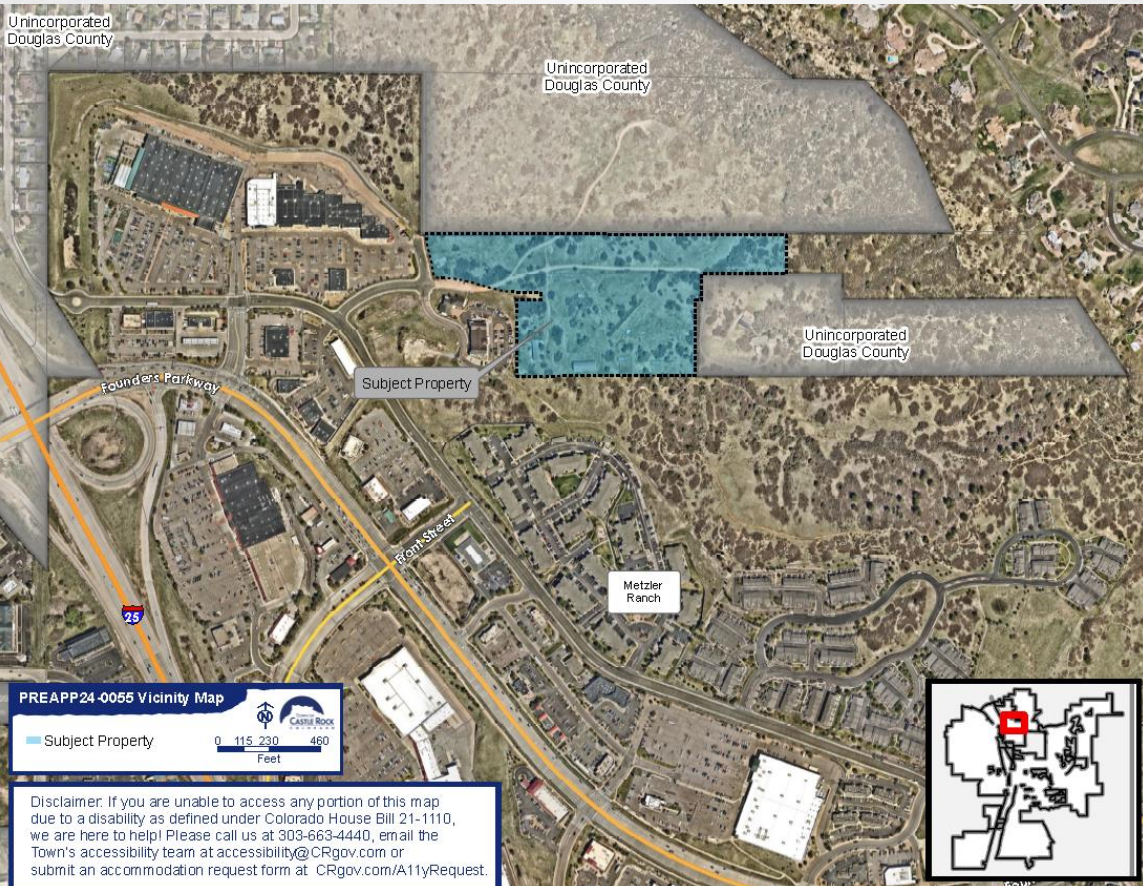 Unincorporated
Douglas County
Unincorporated
Douglas County
Unincorporated
Douglas County
Subject Property
Founders Parkway
Front Street
Metzler
Ranch
25
PREAPP24-0055 Vicinity Map
N
CASTLE ROCK
COLORADO
Subject Property
0 115 230 460
Feet
Disclaimer: If you are unable to access any portion of this map
due to a disability as defined under Colorado House Bill 21-1110,
we are here to help! Please call us at 303-663-4440, email the
Town's accessibility team at accessibility@CRgov.com or
submit an accommodation request form at CRgov.com/A11yRequest.